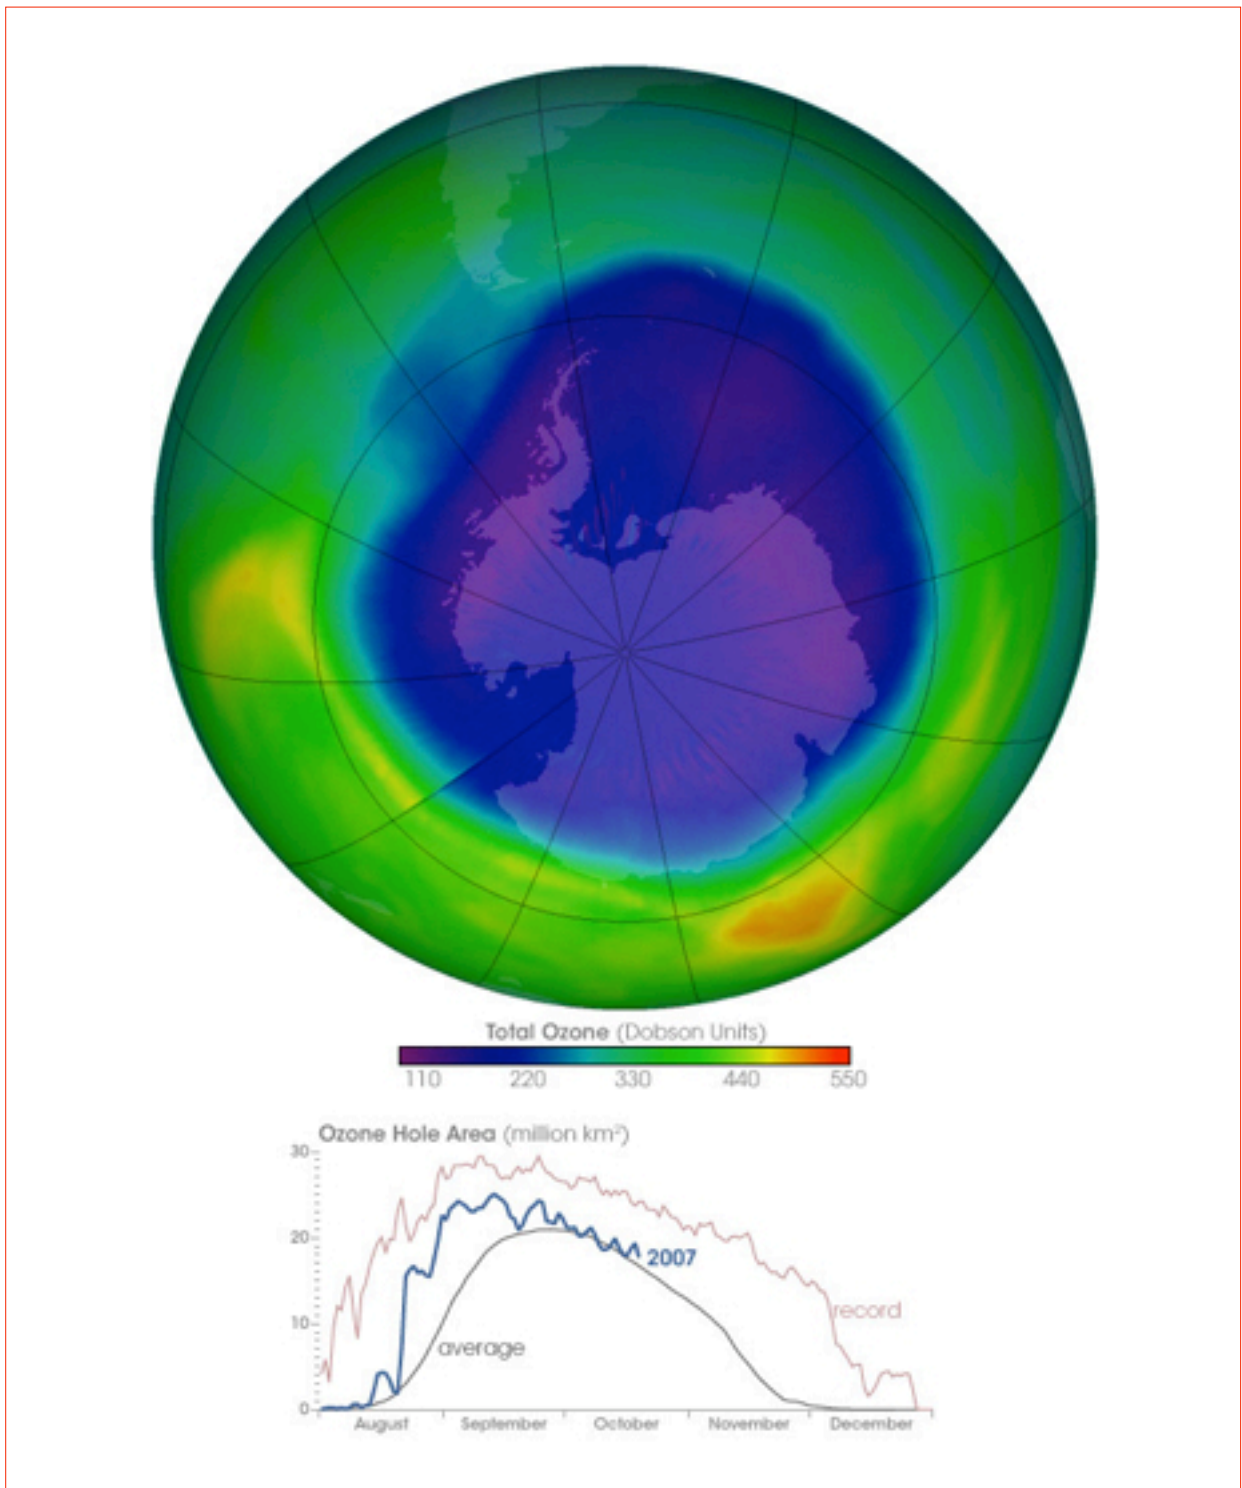 Total Ozone (Dobson Units)
110 220 330 440 550
Ozone Hole Area (million km²)
30
20
2007
record
10
average
0
August September October November December